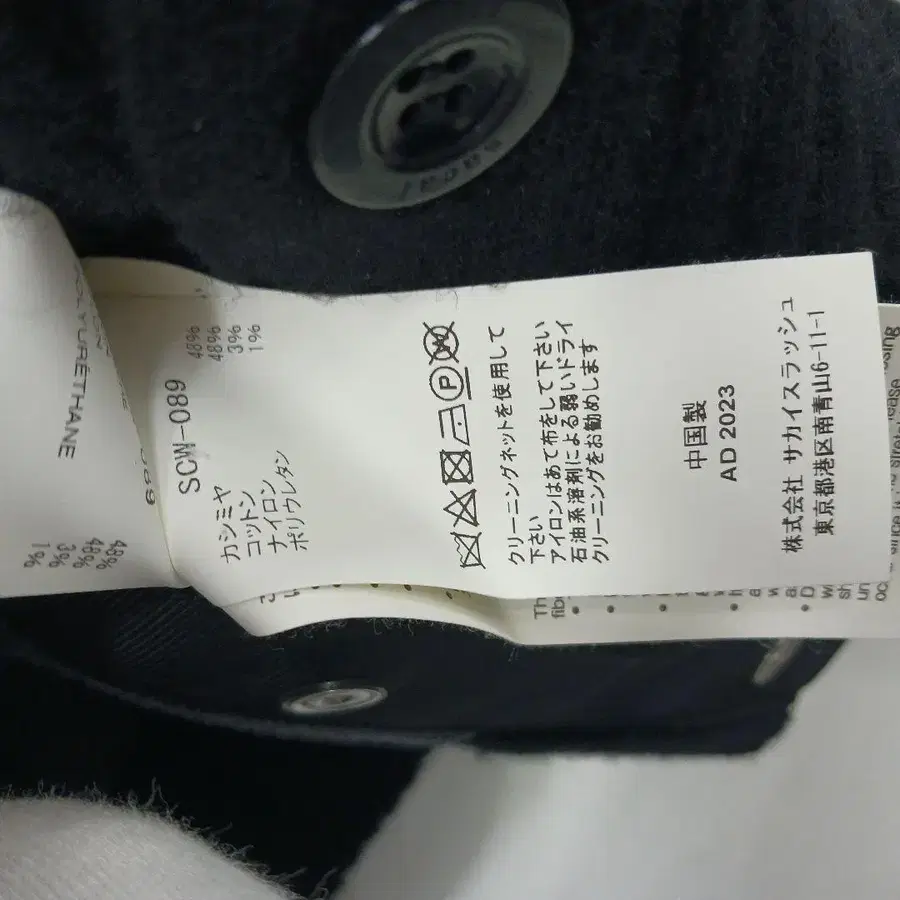 sacai
SCW-089
カシミヤ 48%
コットン 48%
ナイロン 3%
ポリウレタン 1%
P
クリーニングネットを使用して
下さい
アイロンはあて布をして下さい
石油系溶剤による弱いドライ
クリーニングをお勧めします
中国製
AD 2023
株式会社 サカイスラッシュ
東京都港区南青山6-11-1
48%
48%
3%
1%